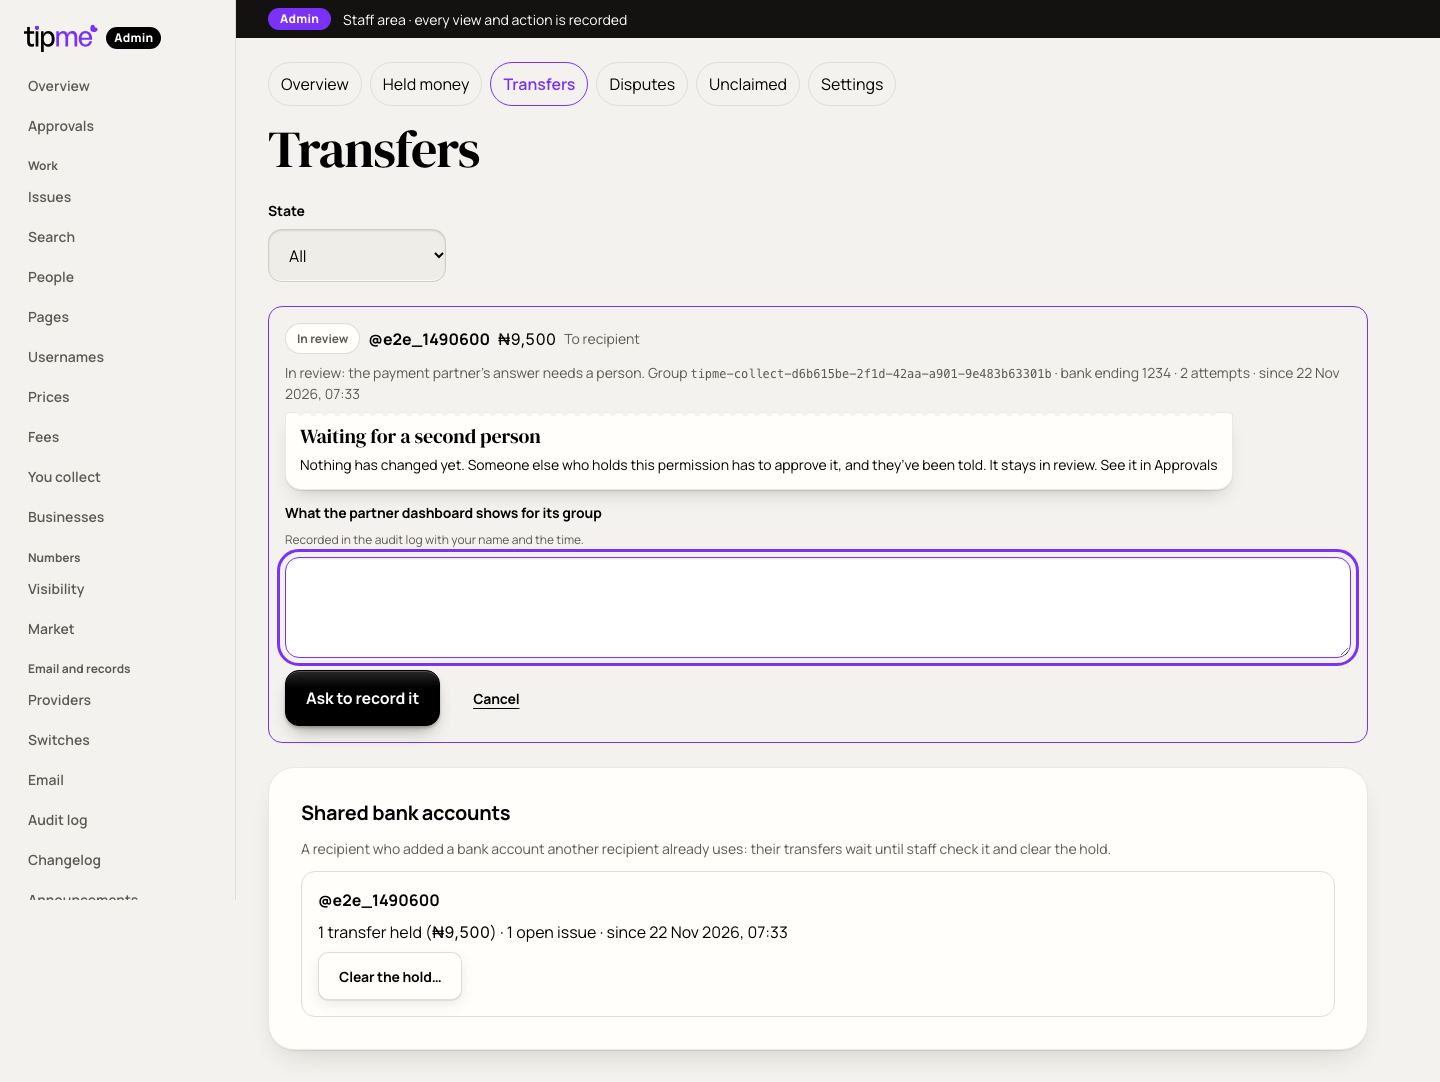 tipme Admin
Overview
Approvals
Work
Issues
Search
People
Pages
Usernames
Prices
Fees
You collect
Businesses
Numbers
Visibility
Market
Email and records
Providers
Switches
Email
Audit log
Changelog
Announcements
Admin Staff area · every view and action is recorded
Overview Held money Transfers Disputes Unclaimed Settings
Transfers
State
All
In review @e2e_1490600 ₦9,500 To recipient
In review: the payment partner's answer needs a person. Group tipme-collect-d6b615be-2f1d-42aa-a901-9e483b63301b · bank ending 1234 · 2 attempts · since 22 Nov
2026, 07:33
Waiting for a second person
Nothing has changed yet. Someone else who holds this permission has to approve it, and they've been told. It stays in review. See it in Approvals
What the partner dashboard shows for its group
Recorded in the audit log with your name and the time.
Ask to record it Cancel
Shared bank accounts
A recipient who added a bank account another recipient already uses: their transfers wait until staff check it and clear the hold.
@e2e_1490600
1 transfer held (₦9,500) · 1 open issue · since 22 Nov 2026, 07:33
Clear the hold…